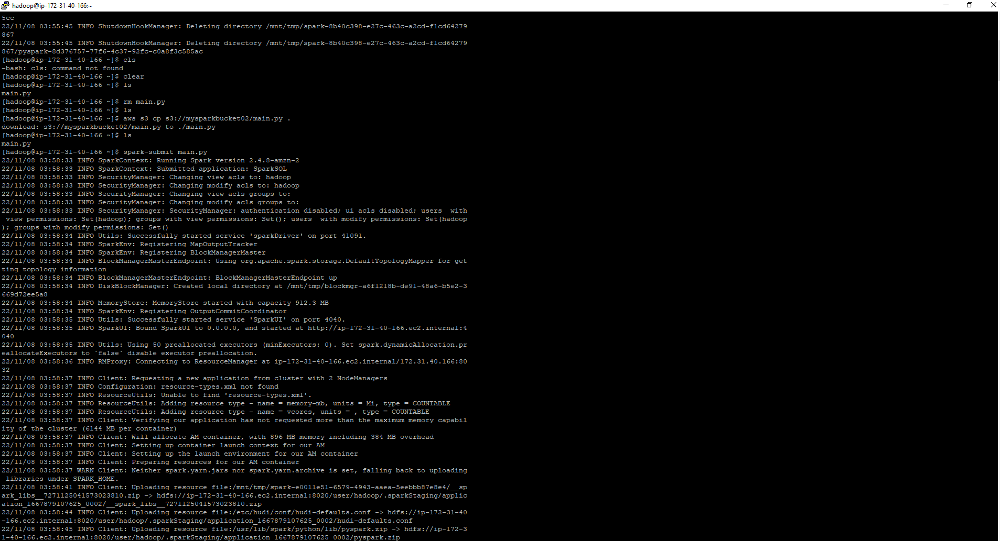 hadoop@ip-172-31-40-166:~
5cc
22/11/08 03:55:45 INFO ShutdownHookManager: Deleting directory /mnt/tmp/spark-8b40c398-e27c-463c-a2cd-f1cd64279
867
22/11/08 03:55:45 INFO ShutdownHookManager: Deleting directory /mnt/tmp/spark-8b40c398-e27c-463c-a2cd-f1cd64279
867/pyspark-8d376757-77f6-4c37-92fc-c0a8f3c585ac
[hadoop@ip-172-31-40-166 ~]$ cls
-bash: cls: command not found
[hadoop@ip-172-31-40-166 ~]$ clear
[hadoop@ip-172-31-40-166 ~]$ ls
main.py
[hadoop@ip-172-31-40-166 ~]$ rm main.py
[hadoop@ip-172-31-40-166 ~]$ ls
[hadoop@ip-172-31-40-166 ~]$ aws s3 cp s3://mysparkbucket02/main.py .
download: s3://mysparkbucket02/main.py to ./main.py
[hadoop@ip-172-31-40-166 ~]$ ls
main.py
[hadoop@ip-172-31-40-166 ~]$ spark-submit main.py
22/11/08 03:58:33 INFO SparkContext: Running Spark version 2.4.8-amzn-2
22/11/08 03:58:33 INFO SparkContext: Submitted application: SparkSQL
22/11/08 03:58:33 INFO SecurityManager: Changing view acls to: hadoop
22/11/08 03:58:33 INFO SecurityManager: Changing modify acls to: hadoop
22/11/08 03:58:33 INFO SecurityManager: Changing view acls groups to:
22/11/08 03:58:33 INFO SecurityManager: Changing modify acls groups to:
22/11/08 03:58:33 INFO SecurityManager: SecurityManager: authentication disabled; ui acls disabled; users  with
 view permissions: Set(hadoop); groups with view permissions: Set(); users  with modify permissions: Set(hadoop
); groups with modify permissions: Set()
22/11/08 03:58:34 INFO Utils: Successfully started service 'sparkDriver' on port 41091.
22/11/08 03:58:34 INFO SparkEnv: Registering MapOutputTracker
22/11/08 03:58:34 INFO SparkEnv: Registering BlockManagerMaster
22/11/08 03:58:34 INFO BlockManagerMasterEndpoint: Using org.apache.spark.storage.DefaultTopologyMapper for get
ting topology information
22/11/08 03:58:34 INFO BlockManagerMasterEndpoint: BlockManagerMasterEndpoint up
22/11/08 03:58:34 INFO DiskBlockManager: Created local directory at /mnt/tmp/blockmgr-a6f1218b-de91-48a6-b5e2-3
669d72ee5a8
22/11/08 03:58:34 INFO MemoryStore: MemoryStore started with capacity 912.3 MB
22/11/08 03:58:34 INFO SparkEnv: Registering OutputCommitCoordinator
22/11/08 03:58:35 INFO Utils: Successfully started service 'SparkUI' on port 4040.
22/11/08 03:58:35 INFO SparkUI: Bound SparkUI to 0.0.0.0, and started at http://ip-172-31-40-166.ec2.internal:4
040
22/11/08 03:58:35 INFO Utils: Using 50 preallocated executors (minExecutors: 0). Set spark.dynamicAllocation.pr
eallocateExecutors to `false` disable executor preallocation.
22/11/08 03:58:36 INFO RMProxy: Connecting to ResourceManager at ip-172-31-40-166.ec2.internal/172.31.40.166:80
32
22/11/08 03:58:37 INFO Client: Requesting a new application from cluster with 2 NodeManagers
22/11/08 03:58:37 INFO Configuration: resource-types.xml not found
22/11/08 03:58:37 INFO ResourceUtils: Unable to find 'resource-types.xml'.
22/11/08 03:58:37 INFO ResourceUtils: Adding resource type - name = memory-mb, units = Mi, type = COUNTABLE
22/11/08 03:58:37 INFO ResourceUtils: Adding resource type - name = vcores, units = , type = COUNTABLE
22/11/08 03:58:37 INFO Client: Verifying our application has not requested more than the maximum memory capabil
ity of the cluster (6144 MB per container)
22/11/08 03:58:37 INFO Client: Will allocate AM container, with 896 MB memory including 384 MB overhead
22/11/08 03:58:37 INFO Client: Setting up container launch context for our AM
22/11/08 03:58:37 INFO Client: Setting up the launch environment for our AM container
22/11/08 03:58:37 INFO Client: Preparing resources for our AM container
22/11/08 03:58:37 WARN Client: Neither spark.yarn.jars nor spark.yarn.archive is set, falling back to uploading
 libraries under SPARK_HOME.
22/11/08 03:58:41 INFO Client: Uploading resource file:/mnt/tmp/spark-e0011e51-6579-4943-aaea-5eebbb87e8e4/__sp
ark_libs__7271125041573023810.zip -> hdfs://ip-172-31-40-166.ec2.internal:8020/user/hadoop/.sparkStaging/applic
ation_1667879107625_0002/__spark_libs__7271125041573023810.zip
22/11/08 03:58:44 INFO Client: Uploading resource file:/etc/hudi/conf/hudi-defaults.conf -> hdfs://ip-172-31-40
-166.ec2.internal:8020/user/hadoop/.sparkStaging/application_1667879107625_0002/hudi-defaults.conf
22/11/08 03:58:45 INFO Client: Uploading resource file:/usr/lib/spark/python/lib/pyspark.zip -> hdfs://ip-172-3
1-40-166.ec2.internal:8020/user/hadoop/.sparkStaging/application_1667879107625_0002/pyspark.zip